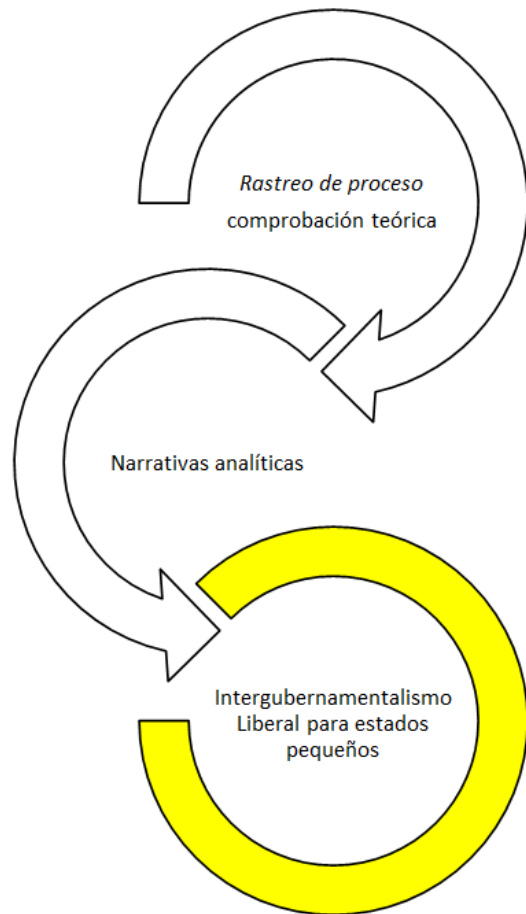 Rastreo de proceso
comprobación teórica
Narrativas analíticas
Intergubernamentalismo
Liberal para estados
pequeños